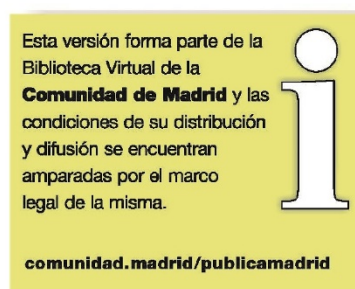 Esta versión forma parte de la
Biblioteca Virtual de la
Comunidad de Madrid y las
condiciones de su distribución
y difusión se encuentran
amparadas por el marco
legal de la misma.
i
comunidad.madrid/publicamadrid